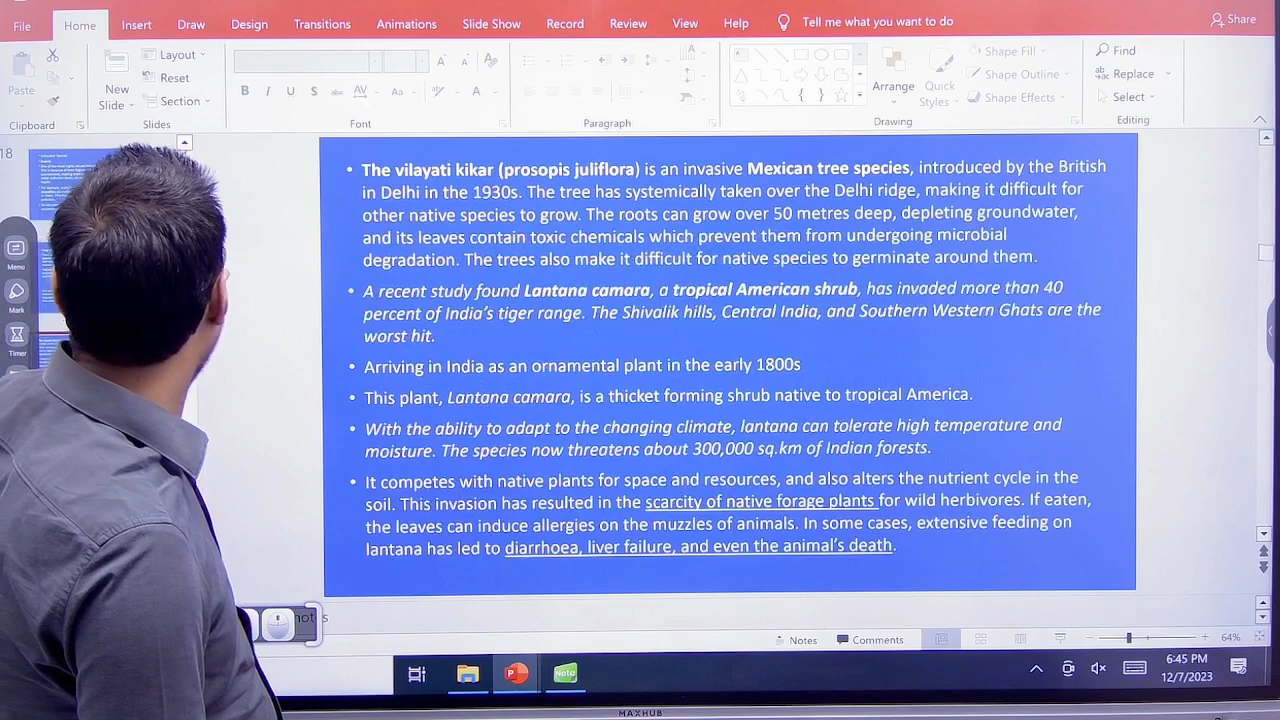 File Home Insert Draw Design Transitions Animations Slide Show Record Review View Help Tell me what you want to do Share
Paste
New
Slide
Layout
Reset
Section
B I U S abc AV Aa A
Arrange
Quick
Styles
Shape Fill
Shape Outline
Shape Effects
Find
Replace
Select
Clipboard Slides Font Paragraph Drawing Editing
18
Menu
Mark
Timer
• The vilayati kikar (prosopis juliflora) is an invasive Mexican tree species, introduced by the British
in Delhi in the 1930s. The tree has systemically taken over the Delhi ridge, making it difficult for
other native species to grow. The roots can grow over 50 metres deep, depleting groundwater,
and its leaves contain toxic chemicals which prevent them from undergoing microbial
degradation. The trees also make it difficult for native species to germinate around them.
• A recent study found Lantana camara, a tropical American shrub, has invaded more than 40
percent of India's tiger range. The Shivalik hills, Central India, and Southern Western Ghats are the
worst hit.
• Arriving in India as an ornamental plant in the early 1800s
• This plant, Lantana camara, is a thicket forming shrub native to tropical America.
• With the ability to adapt to the changing climate, lantana can tolerate high temperature and
moisture. The species now threatens about 300,000 sq.km of Indian forests.
• It competes with native plants for space and resources, and also alters the nutrient cycle in the
soil. This invasion has resulted in the scarcity of native forage plants for wild herbivores. If eaten,
the leaves can induce allergies on the muzzles of animals. In some cases, extensive feeding on
lantana has led to diarrhoea, liver failure, and even the animal's death.
Notes Comments 64%
Note
6:45 PM
12/7/2023
MAXHUB